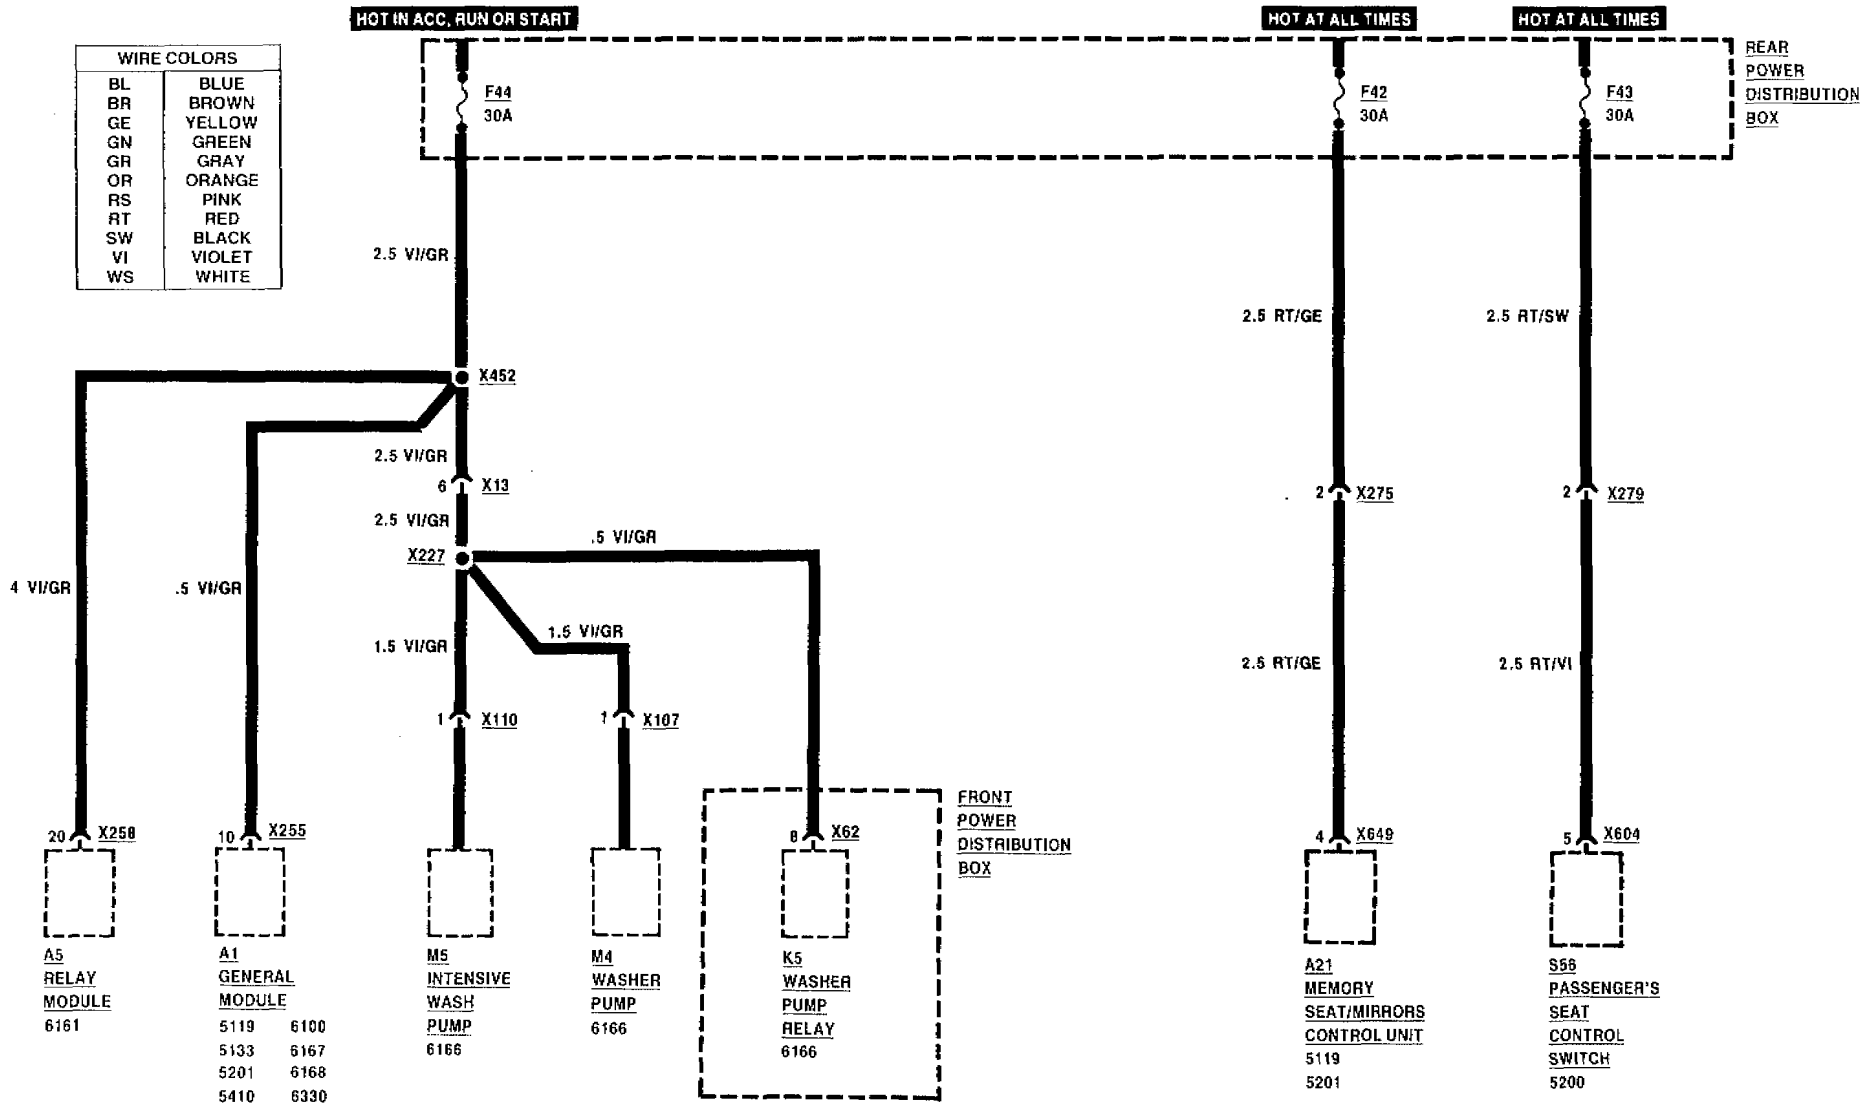 HOT IN ACC, RUN OR START
HOT AT ALL TIMES
HOT AT ALL TIMES
WIRE COLORS
BL BLUE
BR BROWN
GE YELLOW
GN GREEN
GR GRAY
OR ORANGE
RS PINK
RT RED
SW BLACK
VI VIOLET
WS WHITE
F44
30A
F42
30A
F43
30A
REAR
POWER
DISTRIBUTION
BOX
2.5 VI/GR
2.5 RT/GE
2.5 RT/SW
X452
2.5 VI/GR
6 X13
2 X275
2 X279
2.5 VI/GR
X227
.5 VI/GR
4 VI/GR
.5 VI/GR
1.5 VI/GR
1.5 VI/GR
2.5 RT/GE
2.5 RT/VI
1 X110
1 X107
20 X258
10 X255
8 X62
4 X649
5 X604
FRONT
POWER
DISTRIBUTION
BOX
A5
RELAY
MODULE
6161
A1
GENERAL
MODULE
5119 6100
5133 6167
5201 6168
5410 6330
M5
INTENSIVE
WASH
PUMP
6166
M4
WASHER
PUMP
6166
K5
WASHER
PUMP
RELAY
6166
A21
MEMORY
SEAT/MIRRORS
CONTROL UNIT
5119
5201
S56
PASSENGER'S
SEAT
CONTROL
SWITCH
5200